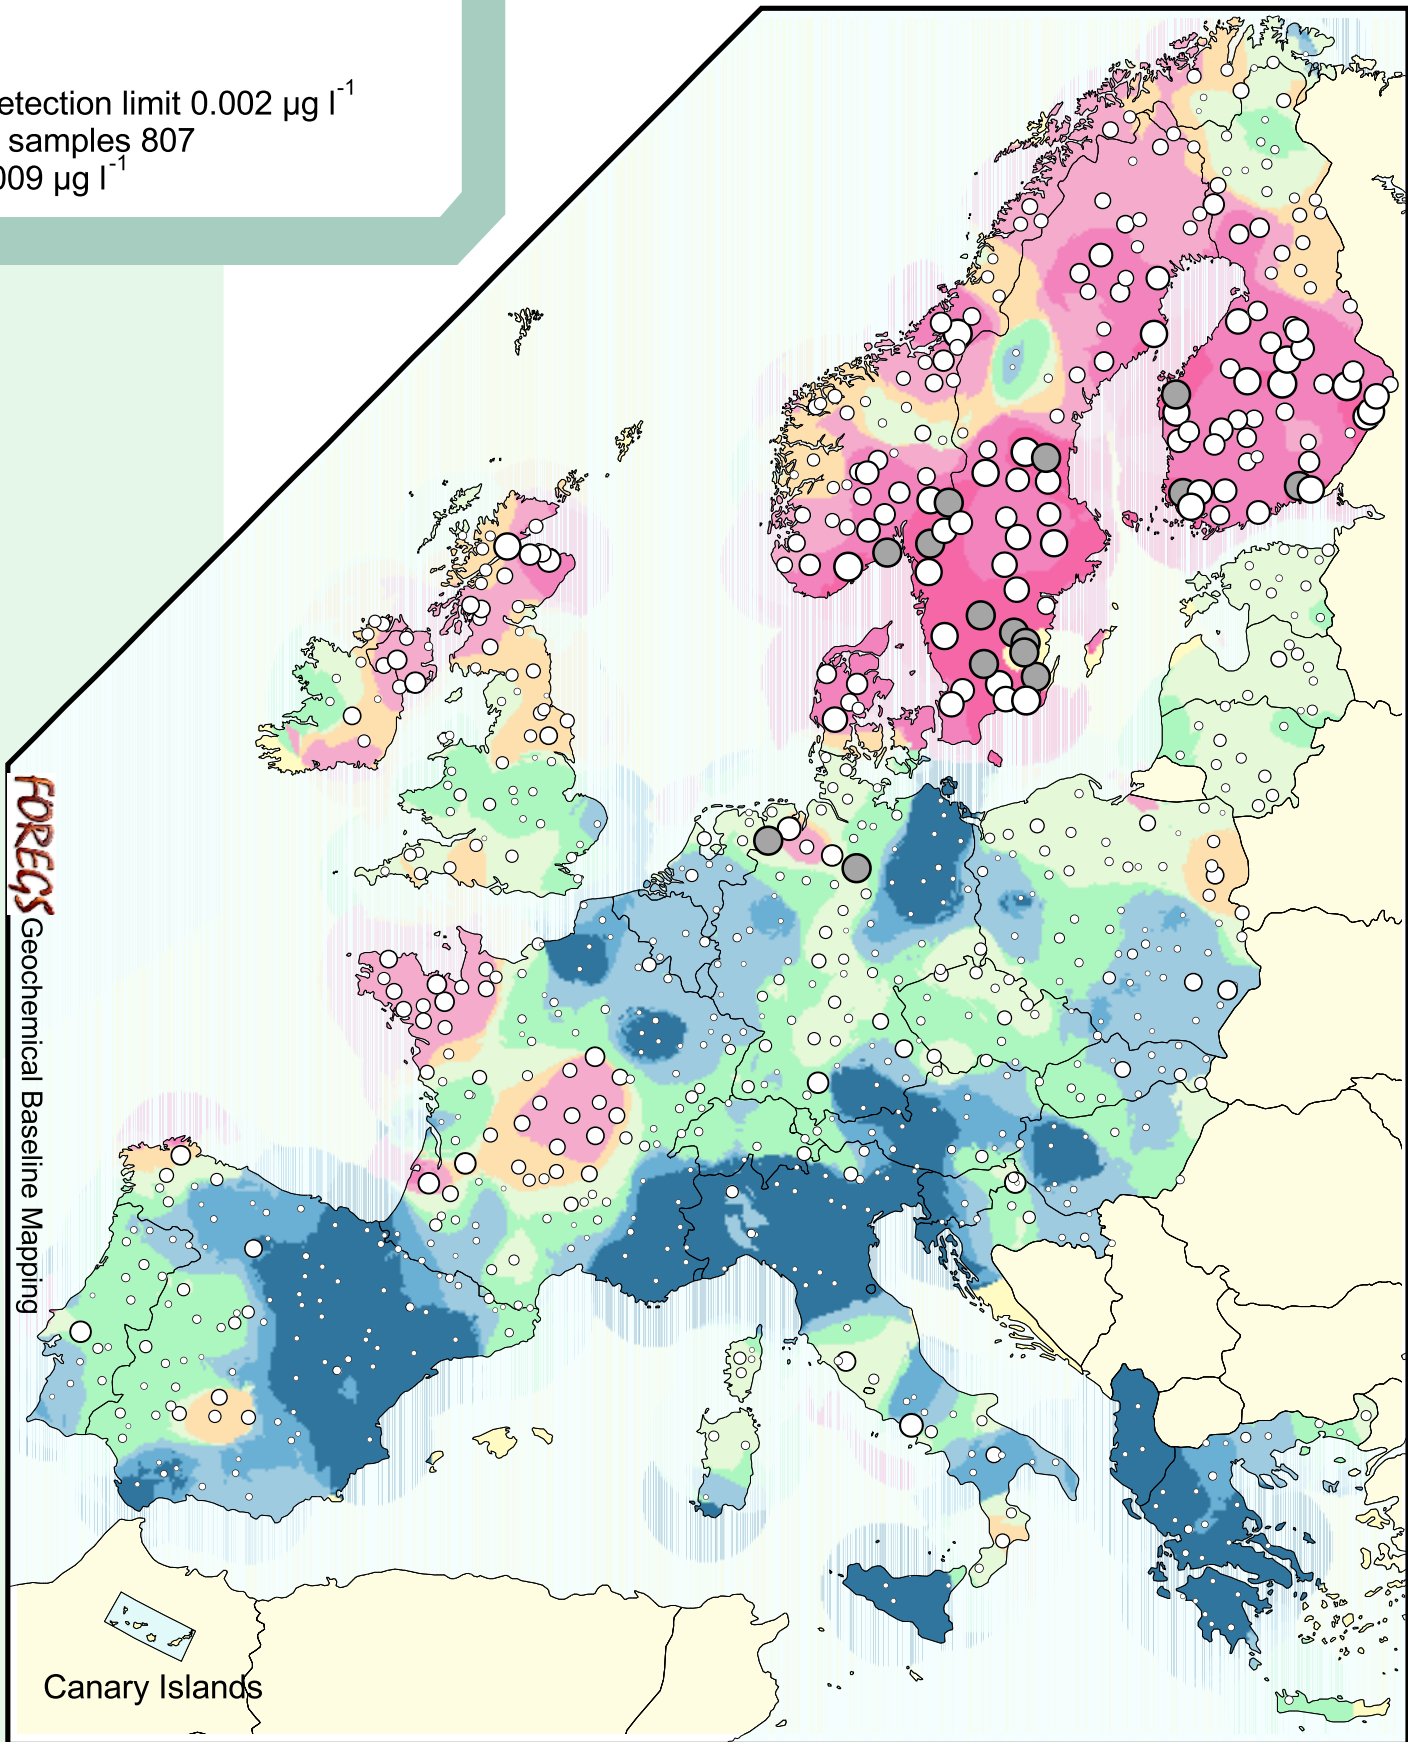 etection limit 0.002 µg l⁻¹
samples 807
009 µg l⁻¹
FOREGS Geochemical Baseline Mapping
Canary Islands